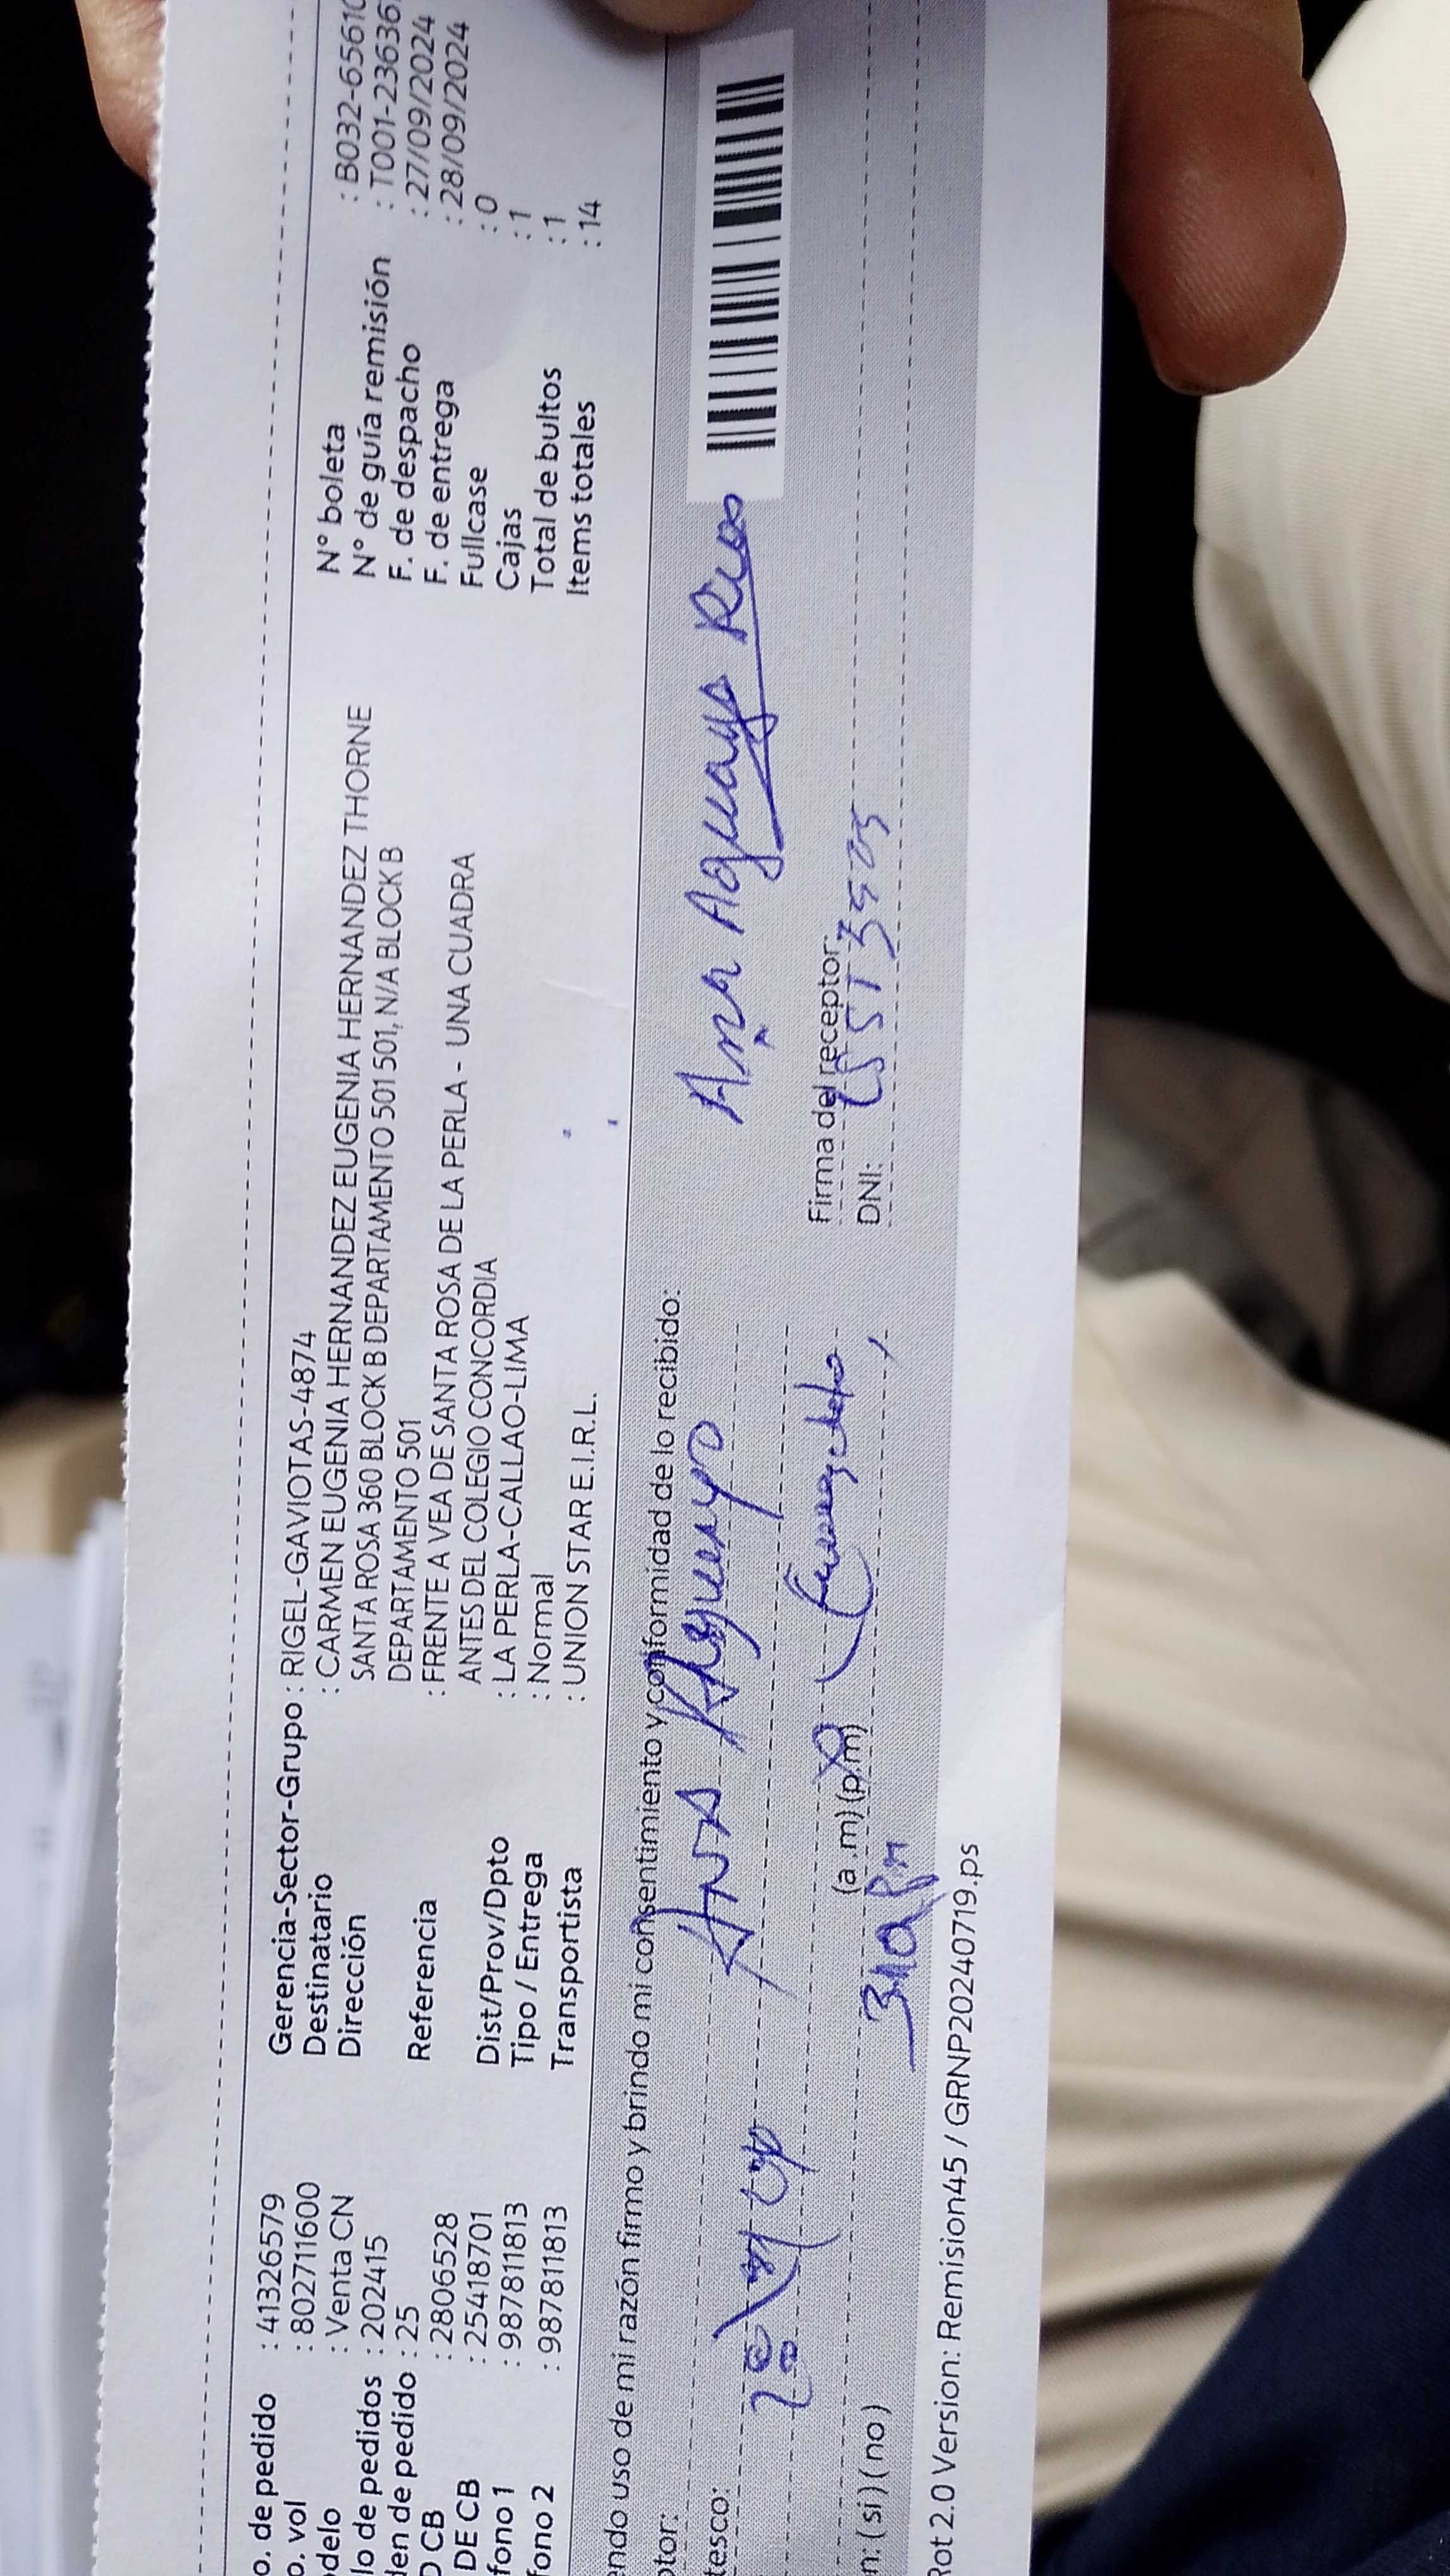 o. de pedido : 41326579
o. vol : 802711600
delo : Venta CN
lo de pedidos : 202415
den de pedido : 25
O CB : 2806528
DE CB : 25418701
fono 1 : 987811813
fono 2 : 987811813
Gerencia-Sector-Grupo : RIGEL-GAVIOTAS-4874
Destinatario : CARMEN EUGENIA HERNANDEZ EUGENIA HERNANDEZ THORNE
Dirección SANTA ROSA 360 BLOCK B DEPARTAMENTO 501 501, N/A BLOCK B
DEPARTAMENTO 501
Referencia : FRENTE A VEA DE SANTA ROSA DE LA PERLA - UNA CUADRA
ANTES DEL COLEGIO CONCORDIA
Dist/Prov/Dpto : LA PERLA-CALLAO-LIMA
Tipo / Entrega : Normal
Transportista : UNION STAR E.I.R.L.
N° boleta : B032-6561
N° de guía remisión : T001-23636
F. de despacho : 27/09/2024
F. de entrega : 28/09/2024
Fullcase : 0
Cajas : 1
Total de bultos : 1
Items totales : 14
endo uso de mi razón firmo y brindo mi consentimiento y conformidad de lo recibido:
ptor: Ana Aguayo
Ana Aguayo Rios
tesco:
(a.m) (p.m)
Firma del receptor:
n: ( si ) ( no )
DNI:
Rot 2.0 Version: Remision45 / GRNP20240719.ps